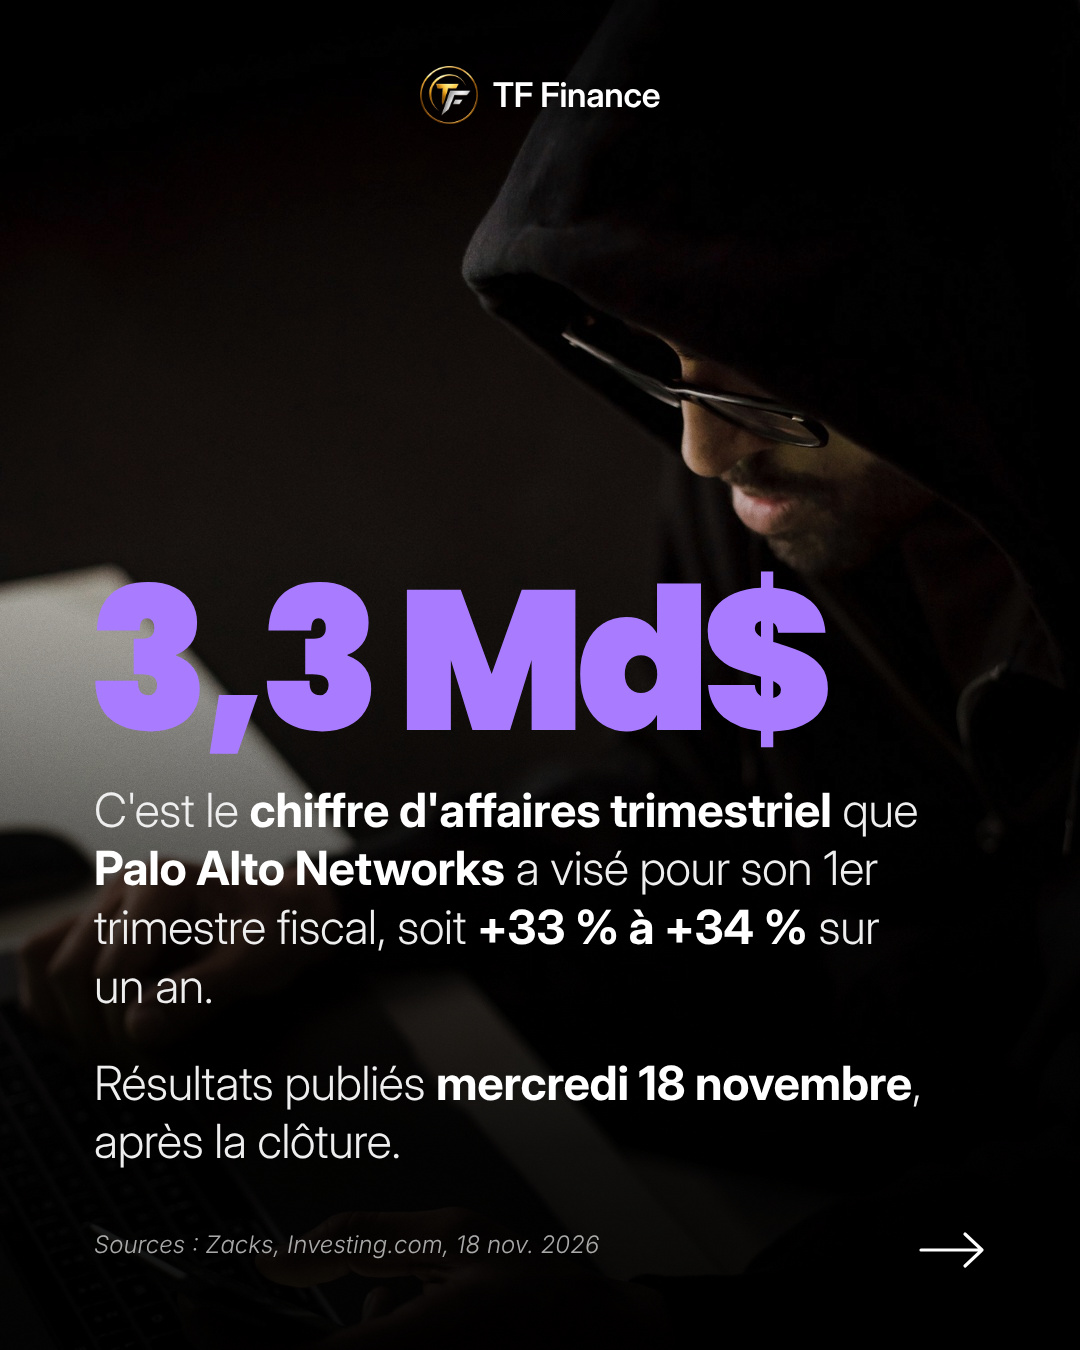 TF Finance
3,3 Md$
C'est le chiffre d'affaires trimestriel que
Palo Alto Networks a visé pour son 1er
trimestre fiscal, soit +33 % à +34 % sur
un an.
Résultats publiés mercredi 18 novembre,
après la clôture.
Sources : Zacks, Investing.com, 18 nov. 2026